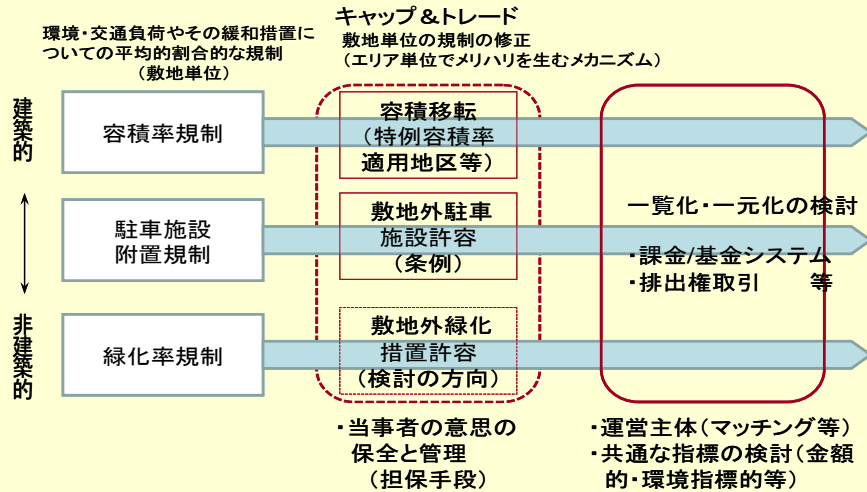 環境・交通負荷やその緩和措置に
ついての平均的割合的な規制
(敷地単位)
キャップ&トレード
敷地単位の規制の修正
(エリア単位でメリハリを生むメカニズム)
建築的
非建築的
容積率規制
容積移転
(特例容積率
適用地区等)
駐車施設
附置規制
敷地外駐車
施設許容
(条例)
緑化率規制
敷地外緑化
措置許容
(検討の方向)
一覧化・一元化の検討
・課金/基金システム
・排出権取引 等
・当事者の意思の
保全と管理
(担保手段)
・運営主体(マッチング等)
・共通な指標の検討(金額
的・環境指標的等)